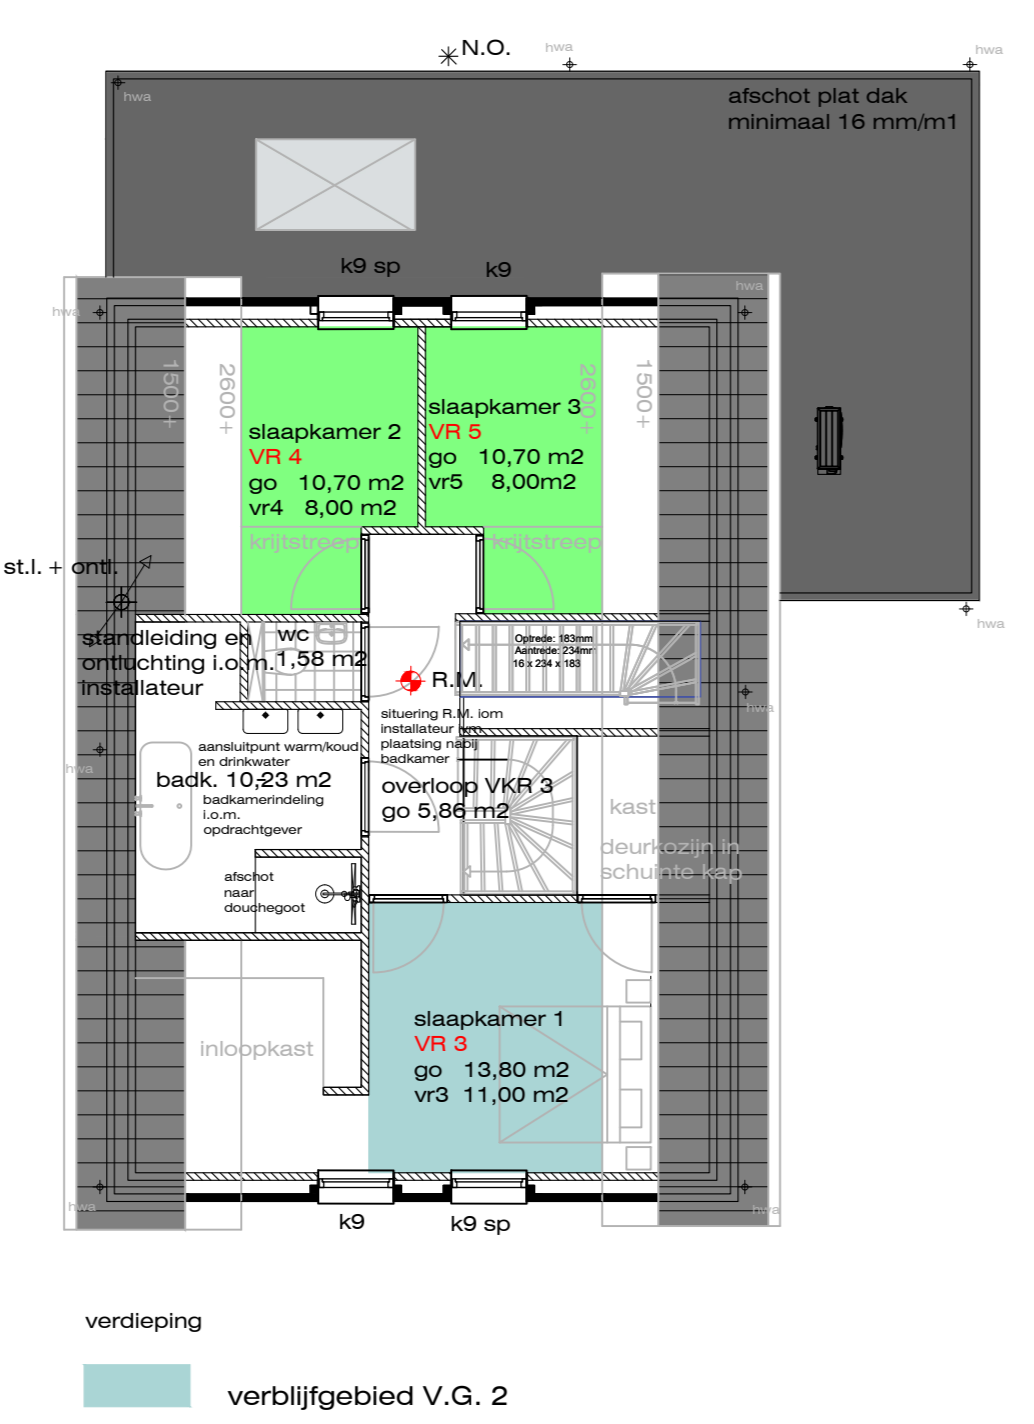 N.O.
hwa
hwa
hwa
afschot plat dak
minimaal 16 mm/m1
k9 sp
k9
hwa
hwa
1500+
2600+
2600+
1500+
slaapkamer 2
VR 4
go 10,70 m2
vr4 8,00 m2
slaapkamer 3
VR 5
go 10,70 m2
vr5 8,00m2
krijtstreep
krijtstreep
st.l. + ontl.
standleiding en
ontluchting i.o.m.
installateur
wc
1,58 m2
Optrede: 183mm
Aantrede: 234mm
16 x 234 x 183
hwa
R.M.
situering R.M. iom
installateur ivm
plaatsing nabij
badkamer
hwa
aansluitpunt warm/koud
en drinkwater
badk. 10,23 m2
badkamerindeling
i.o.m.
opdrachtgever
overloop VKR 3
go 5,86 m2
hwa
kast
deurkozijn in
schuinte kap
afschot
naar
douchegoot
inloopkast
slaapkamer 1
VR 3
go 13,80 m2
vr3 11,00 m2
hwa
hwa
k9
k9 sp
verdieping
verblijfgebied V.G. 2